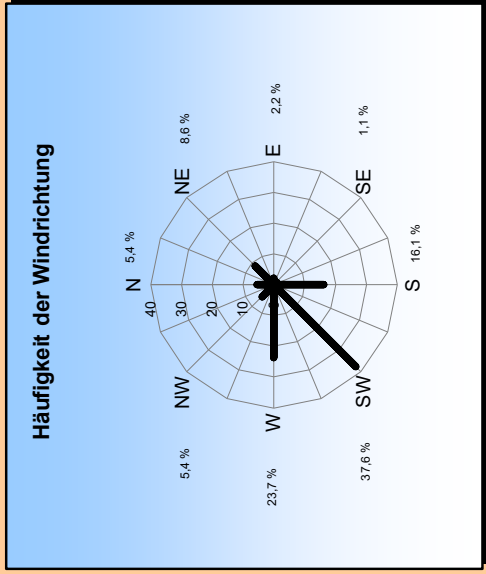 Häufigkeit der Windrichtung
N
5,4 %
40
30
20
10
5,4 %
NW
NE
8,6 %
23,7 %
W
E
2,2 %
37,6 %
SW
SE
1,1 %
S
16,1 %